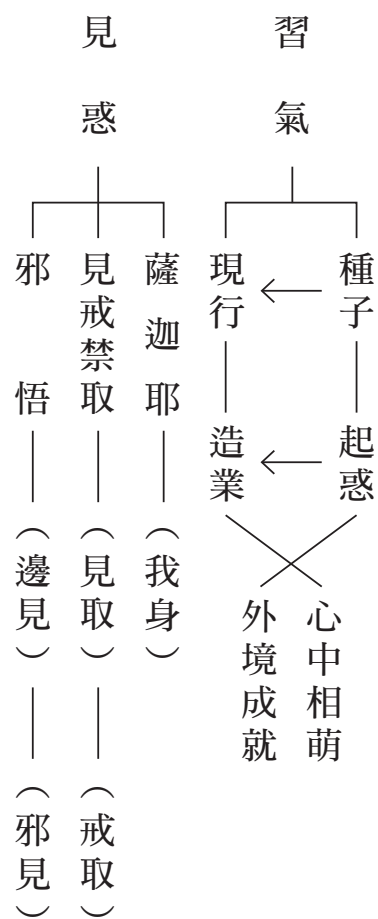 習氣
種子
起惑
現行
造業
心中相萌
外境成就
見惑
薩迦耶
（我身）
見戒禁取
（見取）
（戒取）
邪悟
（邊見）
（邪見）